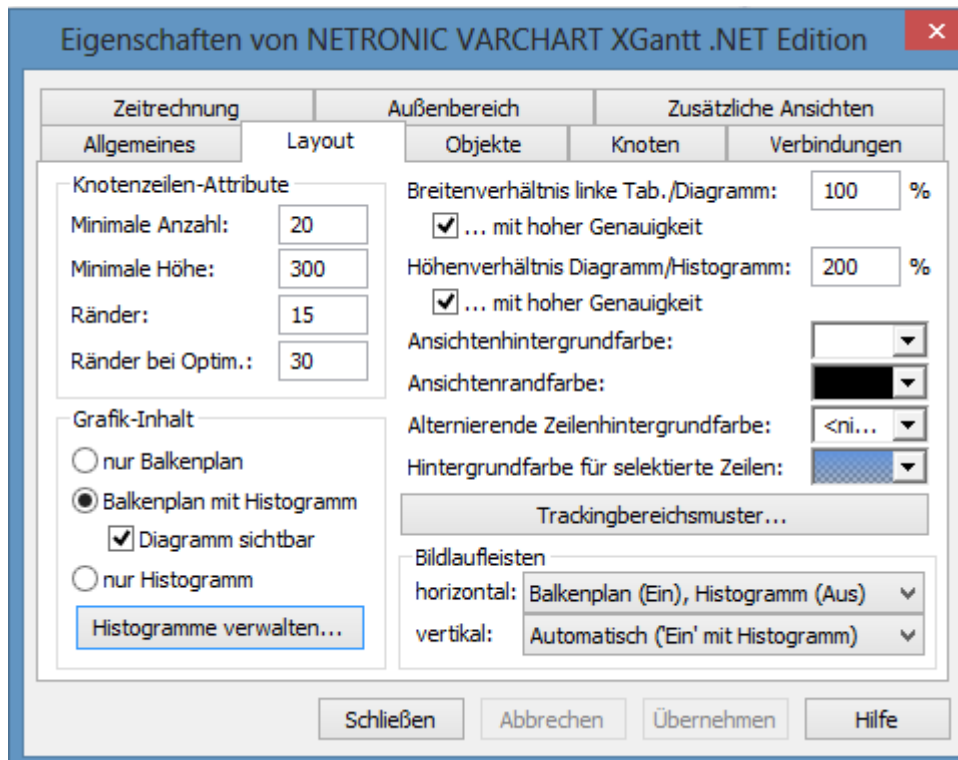 Eigenschaften von NETRONIC VARCHART XGantt .NET Edition
Zeitrechnung
Außenbereich
Zusätzliche Ansichten
Allgemeines
Layout
Objekte
Knoten
Verbindungen
Knotenzeilen-Attribute
Minimale Anzahl: 20
Minimale Höhe: 300
Ränder: 15
Ränder bei Optim.: 30
Grafik-Inhalt
nur Balkenplan
Balkenplan mit Histogramm
Diagramm sichtbar
nur Histogramm
Histogramme verwalten...
Breitenverhältnis linke Tab./Diagramm: 100 %
... mit hoher Genauigkeit
Höhenverhältnis Diagramm/Histogramm: 200 %
... mit hoher Genauigkeit
Ansichtenhintergrundfarbe:
Ansichtenrandfarbe:
Alternierende Zeilenhintergrundfarbe: <ni...
Hintergrundfarbe für selektierte Zeilen:
Trackingbereichsmuster...
Bildlaufleisten
horizontal: Balkenplan (Ein), Histogramm (Aus)
vertikal: Automatisch ('Ein' mit Histogramm)
Schließen
Abbrechen
Übernehmen
Hilfe